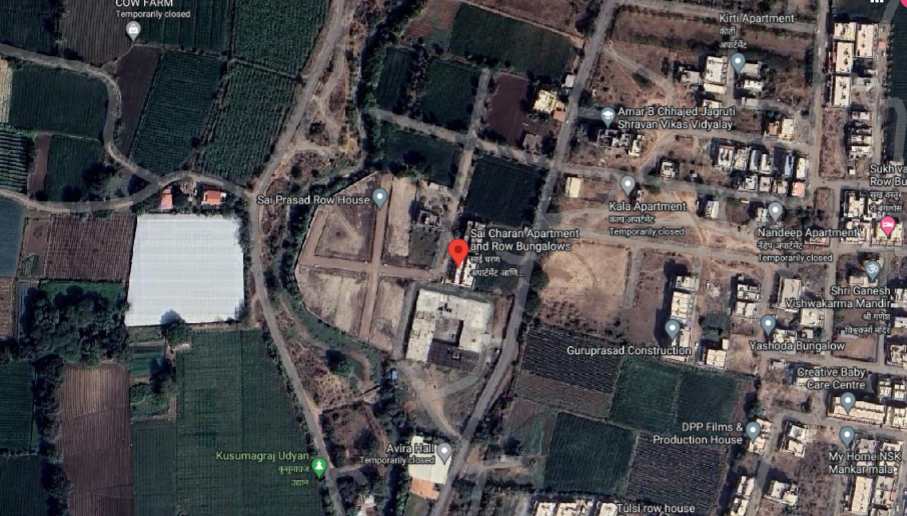 COW FARM
Temporarily closed
Kirti Apartment
कीर्ती
अपार्टमेंट
Amar B Chhajed Jagruti
Shravan Vikas Vidyalay
Sai Prasad Row House
Kala Apartment
कला अपार्टमेंट
Temporarily closed
Sukhva
Row Bu
Nandeep Apartment
नंदिप अपार्टमेंट
Temporarily closed
Sai Charan Apartment
and Row Bungalows
साई चरण
अपार्टमेंट आणि...
Shri Ganesh
Vishwakarma Mandir
श्री गणेश
विश्वकर्मा मंदिर
Guruprasad Construction
Yashoda Bungalow
Creative Baby
Care Centre
DPP Films &
Production House
My Home NSK
Mankar mala
Kusumagraj Udyan
कुसुमाग्रज
उद्यान
Avira Hall
Temporarily closed
Tulsi row house